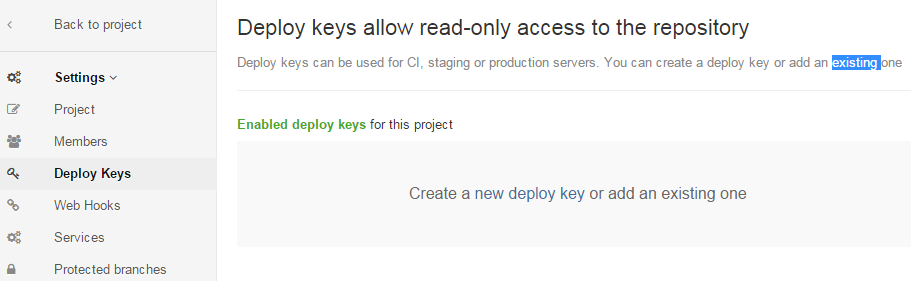 Back to project
Settings
Project
Members
Deploy Keys
Web Hooks
Services
Protected branches
Deploy keys allow read-only access to the repository
Deploy keys can be used for CI, staging or production servers. You can create a deploy key or add an existing one
Enabled deploy keys for this project
Create a new deploy key or add an existing one